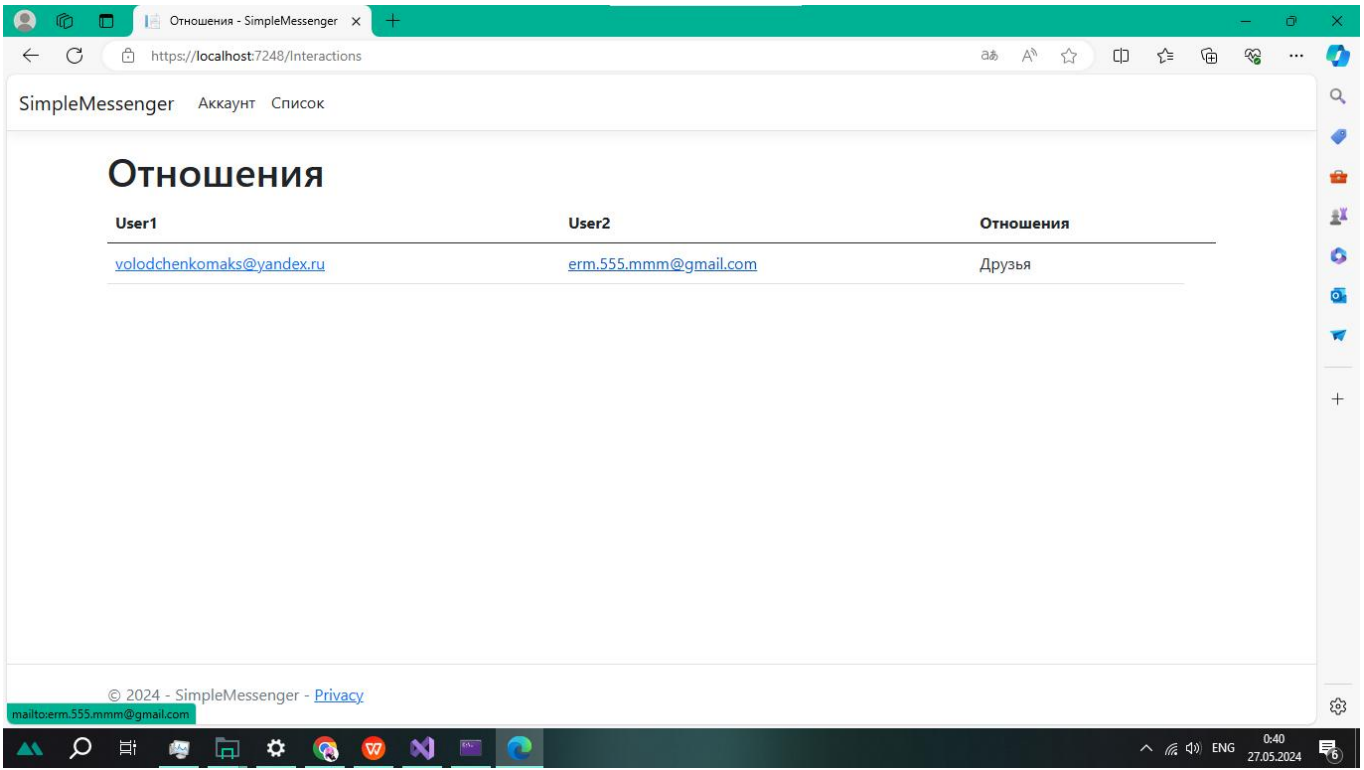 Отношения - SimpleMessenger
https://localhost:7248/Interactions
SimpleMessenger Аккаунт Список
Отношения
User1 User2 Отношения
volodchenkomaks@yandex.ru erm.555.mmm@gmail.com Друзья
© 2024 - SimpleMessenger - Privacy
mailto:erm.555.mmm@gmail.com
ENG
0:40
27.05.2024
6